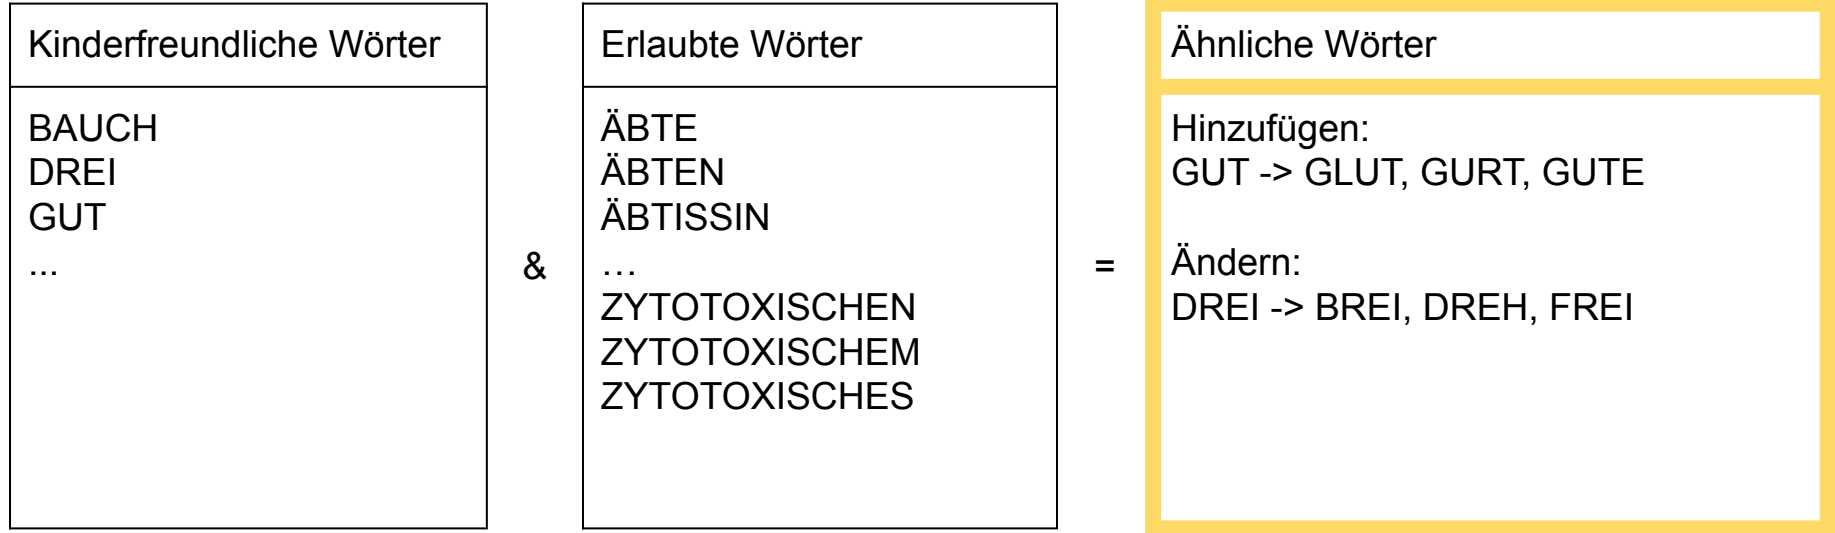 Kinderfreundliche Wörter
BAUCH
DREI
GUT
...
&
Erlaubte Wörter
ÄBTE
ÄBTEN
ÄBTISSIN
…
ZYTOTOXISCHEN
ZYTOTOXISCHEM
ZYTOTOXISCHES
=
Ähnliche Wörter
Hinzufügen:
GUT -> GLUT, GURT, GUTE
Ändern:
DREI -> BREI, DREH, FREI